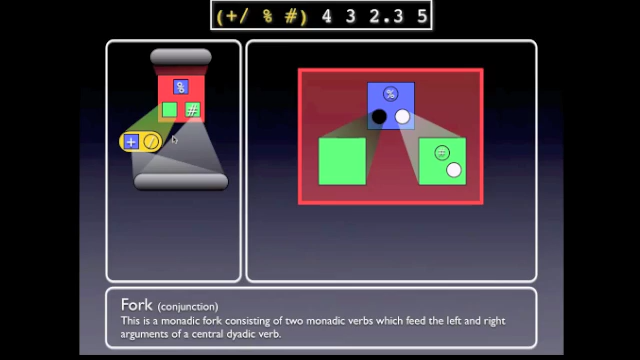 (+/ % #) 4 3 2.3 5
%
#
+ /
%
#
Fork (conjunction)
This is a monadic fork consisting of two monadic verbs which feed the left and right
arguments of a central dyadic verb.